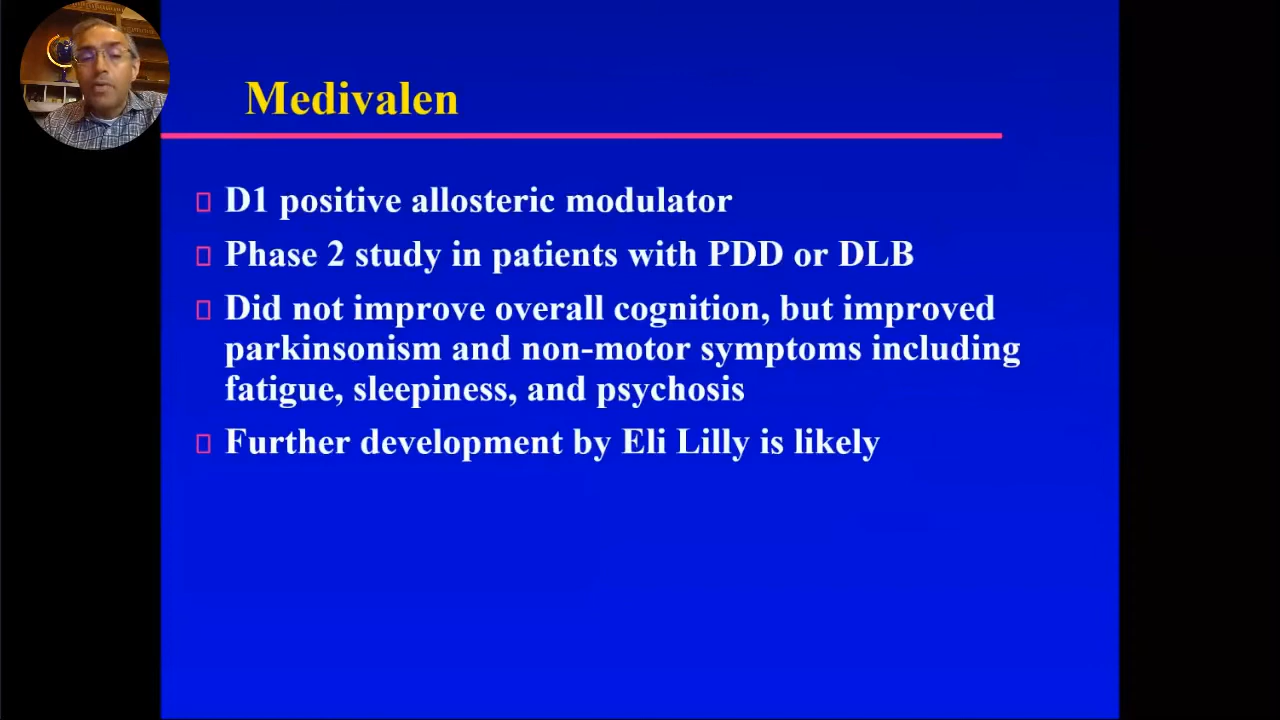 Medivalen
D1 positive allosteric modulator
Phase 2 study in patients with PDD or DLB
Did not improve overall cognition, but improved
parkinsonism and non-motor symptoms including
fatigue, sleepiness, and psychosis
Further development by Eli Lilly is likely